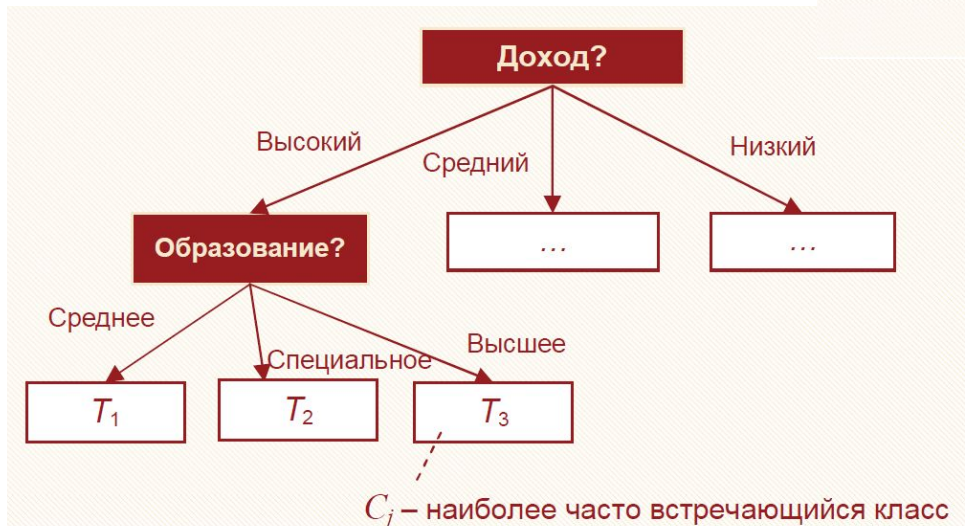 Доход?
Высокий
Средний
Низкий
Образование?
...
...
Среднее
Специальное
Высшее
T1
T2
T3
Cj – наиболее часто встречающийся класс